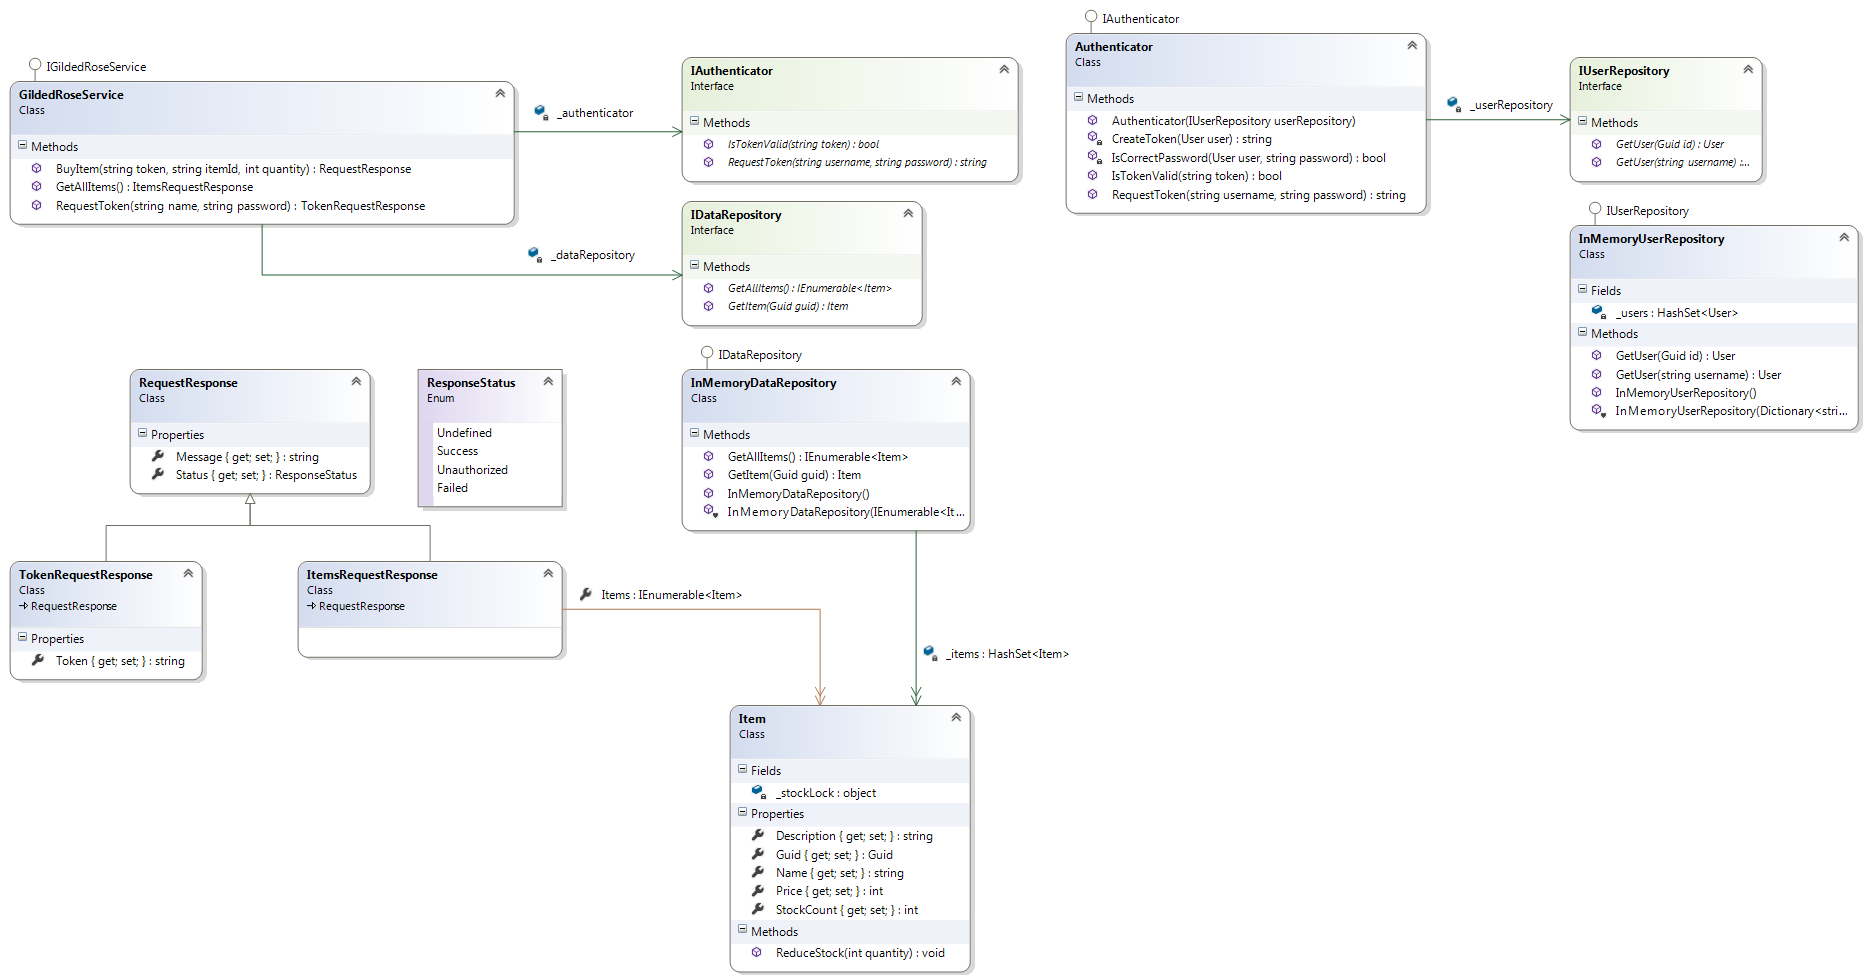 IGildedRoseService
GildedRoseService
Class
Methods
BuyItem(string token, string itemId, int quantity) : RequestResponse
GetAllItems() : ItemsRequestResponse
RequestToken(string name, string password) : TokenRequestResponse
_authenticator
_dataRepository
IAuthenticator
Interface
Methods
IsTokenValid(string token) : bool
RequestToken(string username, string password) : string
IDataRepository
Interface
Methods
GetAllItems() : IEnumerable<Item>
GetItem(Guid guid) : Item
IAuthenticator
Authenticator
Class
Methods
Authenticator(IUserRepository userRepository)
CreateToken(User user) : string
IsCorrectPassword(User user, string password) : bool
IsTokenValid(string token) : bool
RequestToken(string username, string password) : string
_userRepository
IUserRepository
Interface
Methods
GetUser(Guid id) : User
GetUser(string username) :...
IUserRepository
InMemoryUserRepository
Class
Fields
_users : HashSet<User>
Methods
GetUser(Guid id) : User
GetUser(string username) : User
InMemoryUserRepository()
InMemoryUserRepository(Dictionary<stri...
RequestResponse
Class
Properties
Message { get; set; } : string
Status { get; set; } : ResponseStatus
ResponseStatus
Enum
Undefined
Success
Unauthorized
Failed
IDataRepository
InMemoryDataRepository
Class
Methods
GetAllItems() : IEnumerable<Item>
GetItem(Guid guid) : Item
InMemoryDataRepository()
InMemoryDataRepository(IEnumerable<It...
TokenRequestResponse
Class
RequestResponse
Properties
Token { get; set; } : string
ItemsRequestResponse
Class
RequestResponse
Items : IEnumerable<Item>
_items : HashSet<Item>
Item
Class
Fields
_stockLock : object
Properties
Description { get; set; } : string
Guid { get; set; } : Guid
Name { get; set; } : string
Price { get; set; } : int
StockCount { get; set; } : int
Methods
ReduceStock(int quantity) : void